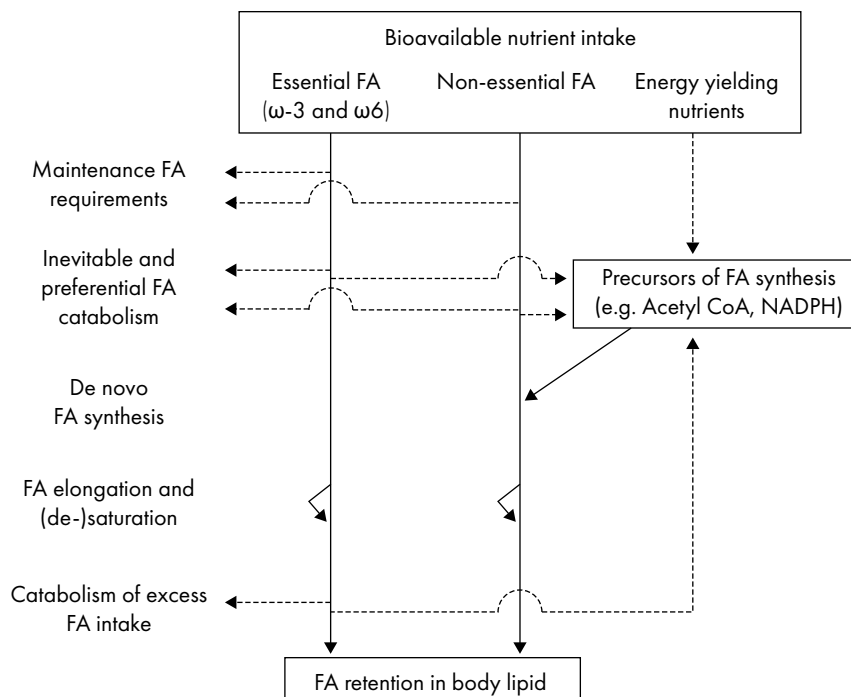 Bioavailable nutrient intake
Essential FA
(ω-3 and ω6)
Non-essential FA
Energy yielding
nutrients
Maintenance FA
requirements
Inevitable and
preferential FA
catabolism
Precursors of FA synthesis
(e.g. Acetyl CoA, NADPH)
De novo
FA synthesis
FA elongation and
(de-)saturation
Catabolism of excess
FA intake
FA retention in body lipid